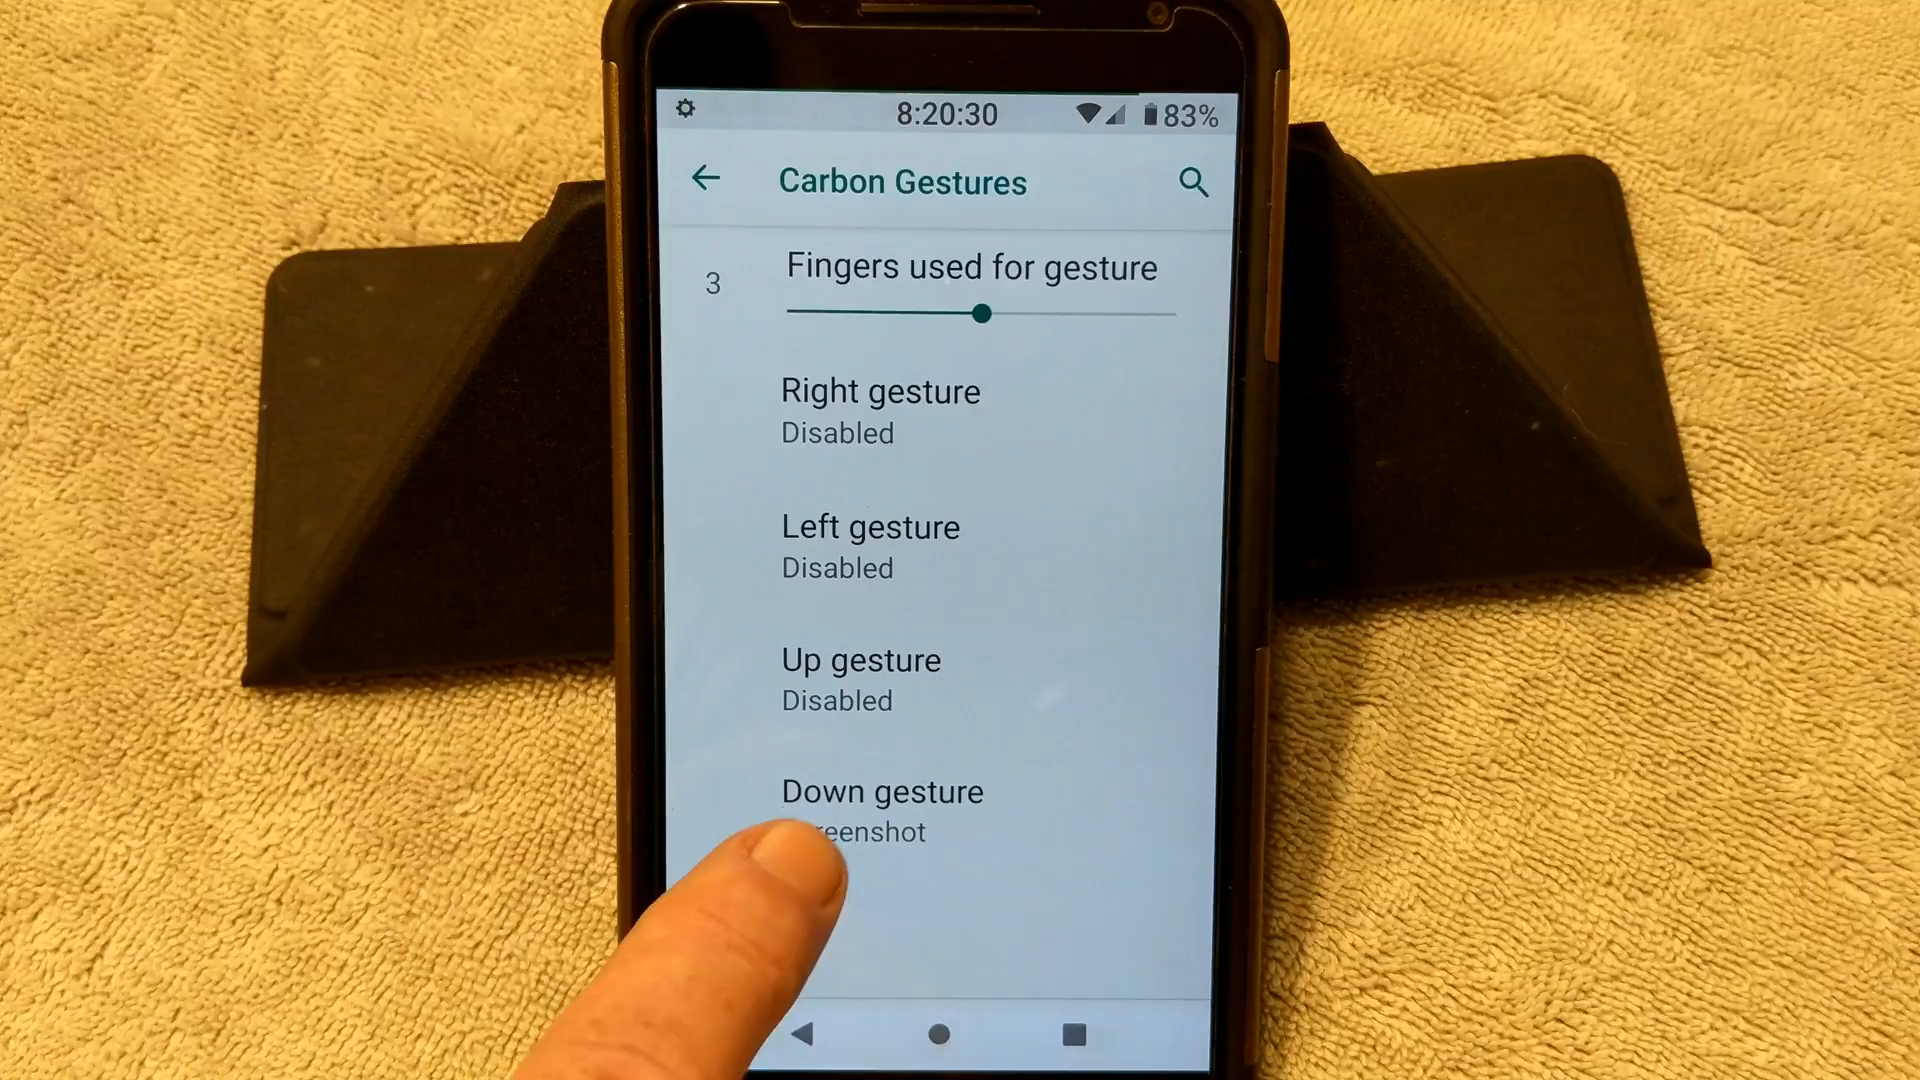 8:20:30 83%
Carbon Gestures
3 Fingers used for gesture
Right gesture
Disabled
Left gesture
Disabled
Up gesture
Disabled
Down gesture